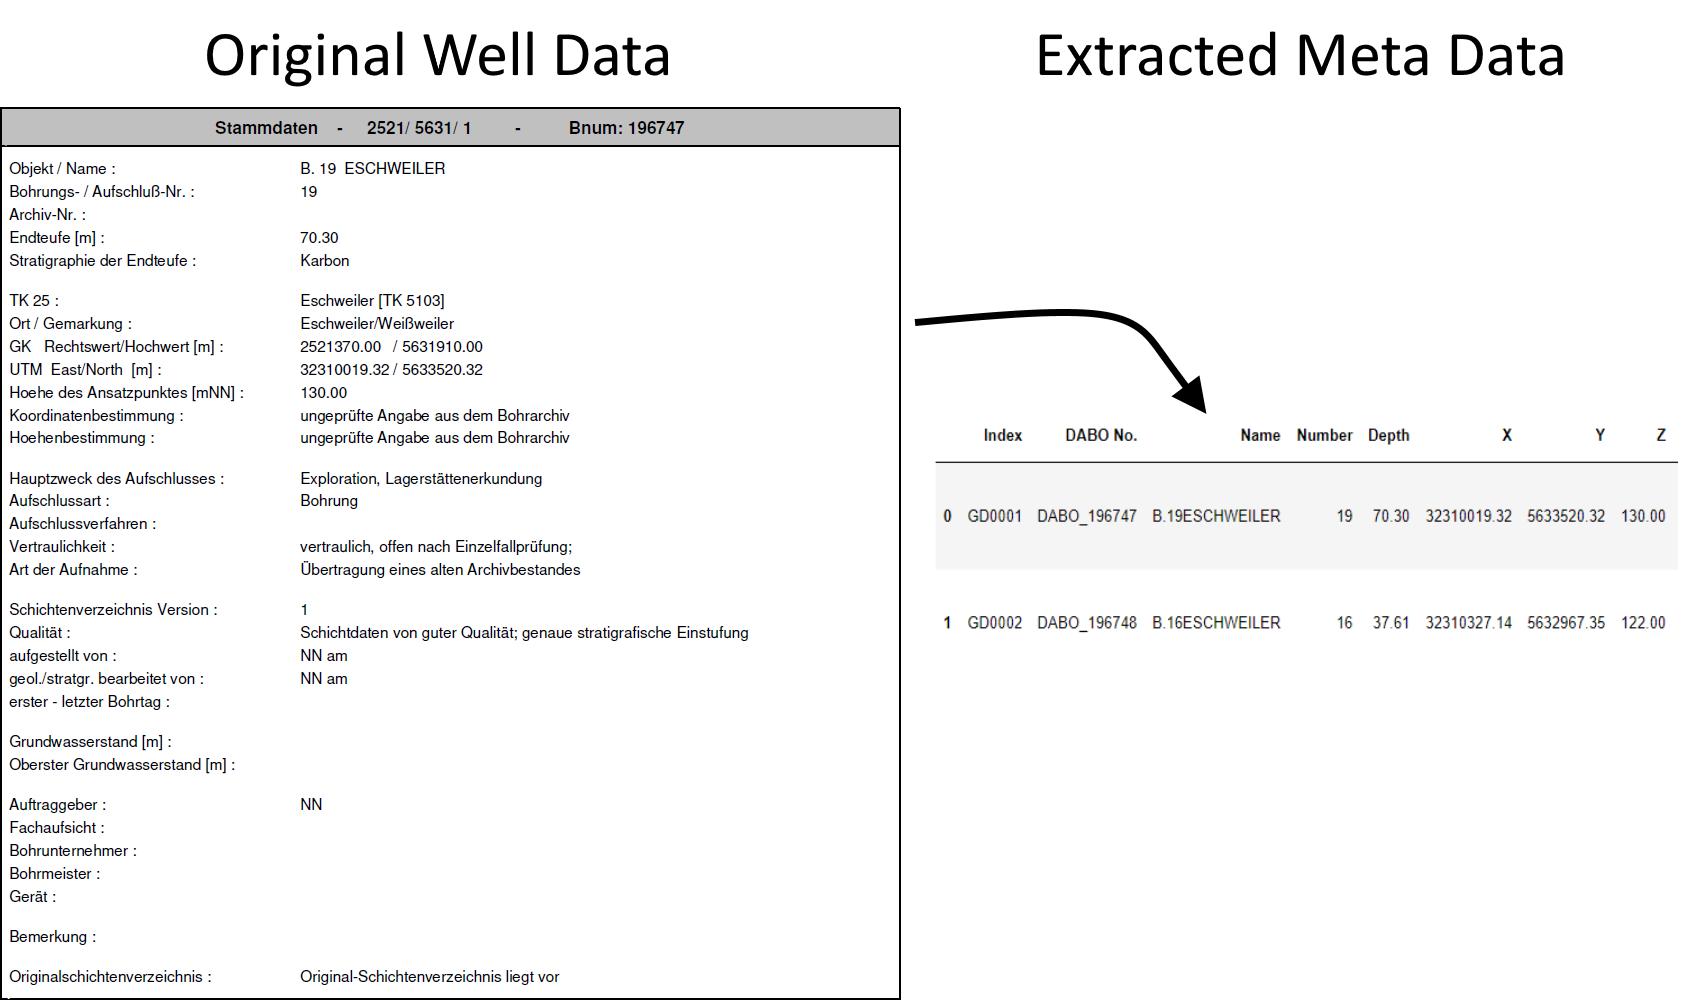 Original Well Data
Extracted Meta Data
Stammdaten - 2521/ 5631/ 1 - Bnum: 196747
Objekt / Name : B. 19 ESCHWEILER
Bohrungs- / Aufschluß-Nr. : 19
Archiv-Nr. :
Endteufe [m] : 70.30
Stratigraphie der Endteufe : Karbon
TK 25 : Eschweiler [TK 5103]
Ort / Gemarkung : Eschweiler/Weißweiler
GK Rechtswert/Hochwert [m] : 2521370.00 / 5631910.00
UTM East/North [m] : 32310019.32 / 5633520.32
Hoehe des Ansatzpunktes [mNN] : 130.00
Koordinatenbestimmung : ungeprüfte Angabe aus dem Bohrarchiv
Hoehenbestimmung : ungeprüfte Angabe aus dem Bohrarchiv
Hauptzweck des Aufschlusses : Exploration, Lagerstättenerkundung
Aufschlussart : Bohrung
Aufschlussverfahren :
Vertraulichkeit : vertraulich, offen nach Einzelfallprüfung;
Art der Aufnahme : Übertragung eines alten Archivbestandes
Schichtenverzeichnis Version : 1
Qualität : Schichtdaten von guter Qualität; genaue stratigrafische Einstufung
aufgestellt von : NN am
geol./stratgr. bearbeitet von : NN am
erster - letzter Bohrtag :
Grundwasserstand [m] :
Oberster Grundwasserstand [m] :
Auftraggeber : NN
Fachaufsicht :
Bohrunternehmer :
Bohrmeister :
Gerät :
Bemerkung :
Originalschichtenverzeichnis : Original-Schichtenverzeichnis liegt vor
Index DABO No. Name Number Depth X Y Z
0 GD0001 DABO_196747 B.19ESCHWEILER 19 70.30 32310019.32 5633520.32 130.00
1 GD0002 DABO_196748 B.16ESCHWEILER 16 37.61 32310327.14 5632967.35 122.00